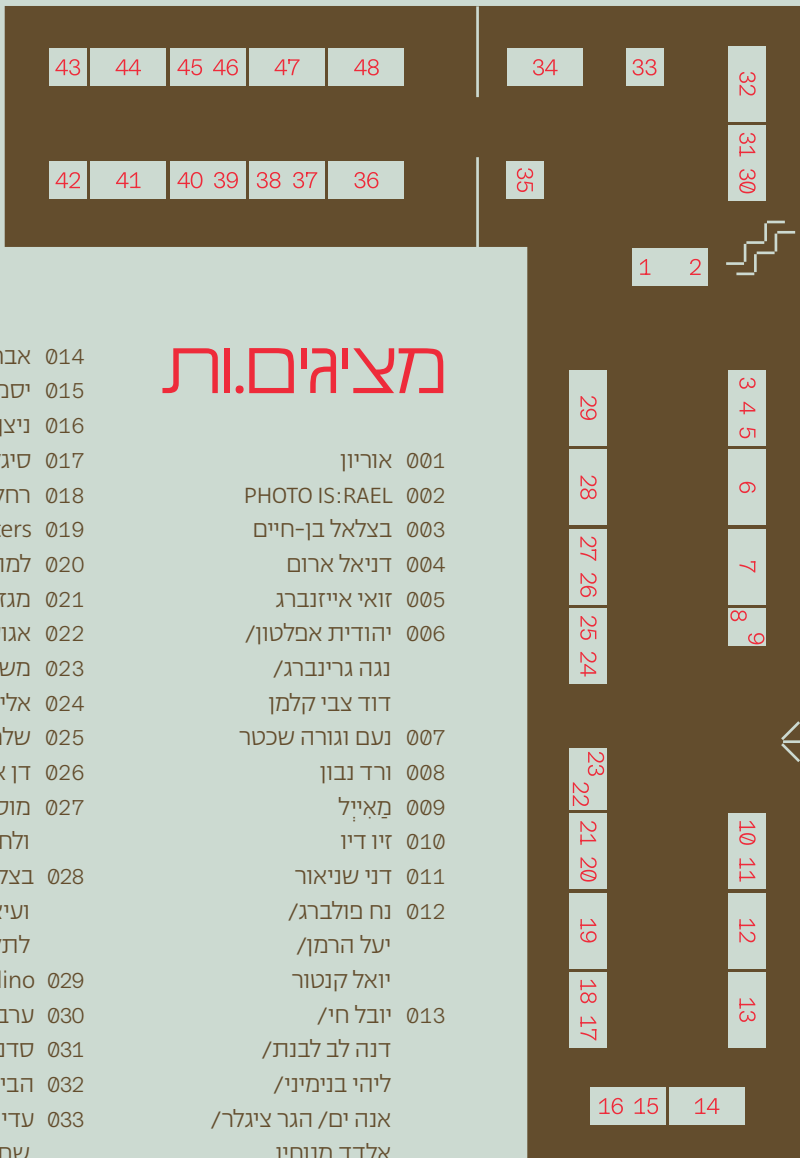 43 44 45 46 47 48 34 33 32
31 30
42 41 40 39 38 37 36 35
1 2
מציגים.ות
001 אוריון
002 PHOTO IS:RAEL
003 בצלאל בן-חיים
004 דניאל ארום
005 זואי אייזנברג
006 יהודית אפלטון/
נגה גרינברג/
דוד צבי קלמן
007 נעם וגורה שכטר
008 ורד נבון
009 מַאִיְיל
010 זיו דיו
011 דני שניאור
012 נח פולברג/
יעל הרמן/
יואל קנטור
013 יובל חי/
דנה לב לבנת/
ליהי בנימיני/
אנה ים/ הגר ציגלר/
014
015
016 ניצן
017
018
019
020
021
022
023
024
025
026 דן
027
028
029
030
031
032
033
29
28
27 26
25 24
23
22
21 20
19
18 17
3 4 5
6
7
8
9
10 11
12
13
16 15 14